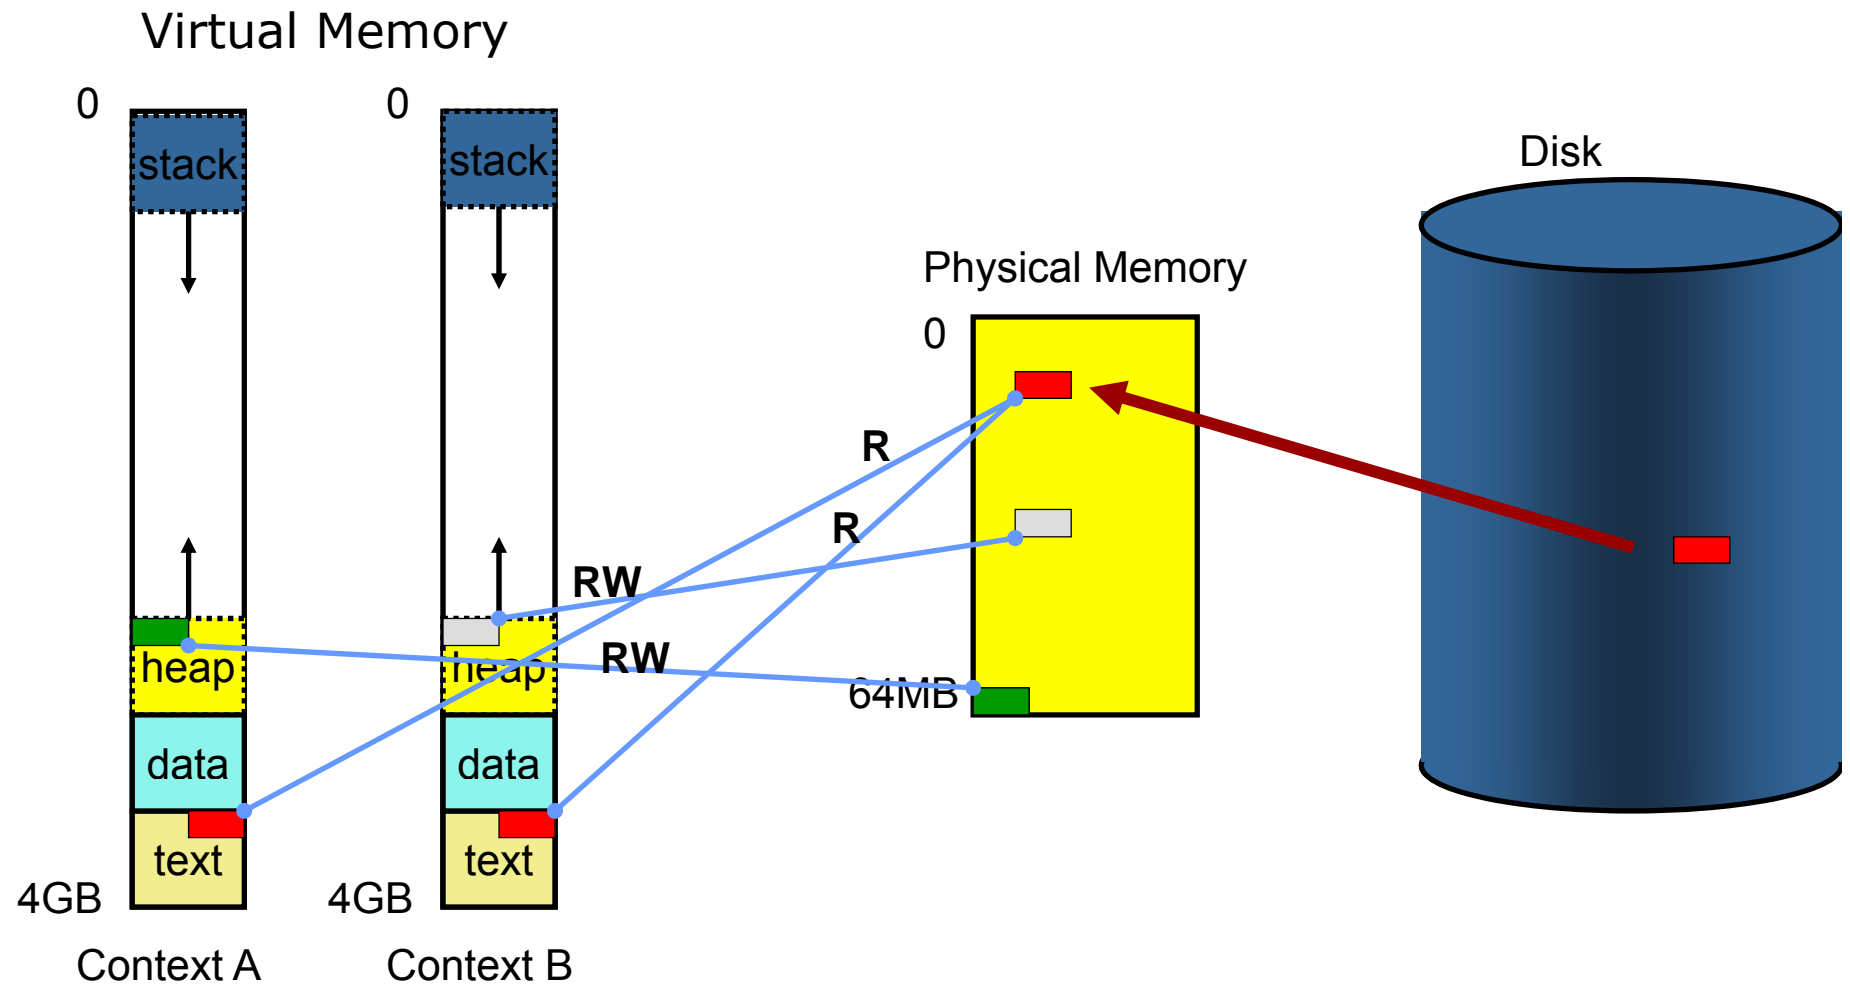 Virtual Memory
0
0
stack
stack
Disk
Physical Memory
0
R
R
RW
RW
heap
heap
64MB
data
data
text
text
4GB
4GB
Context A
Context B